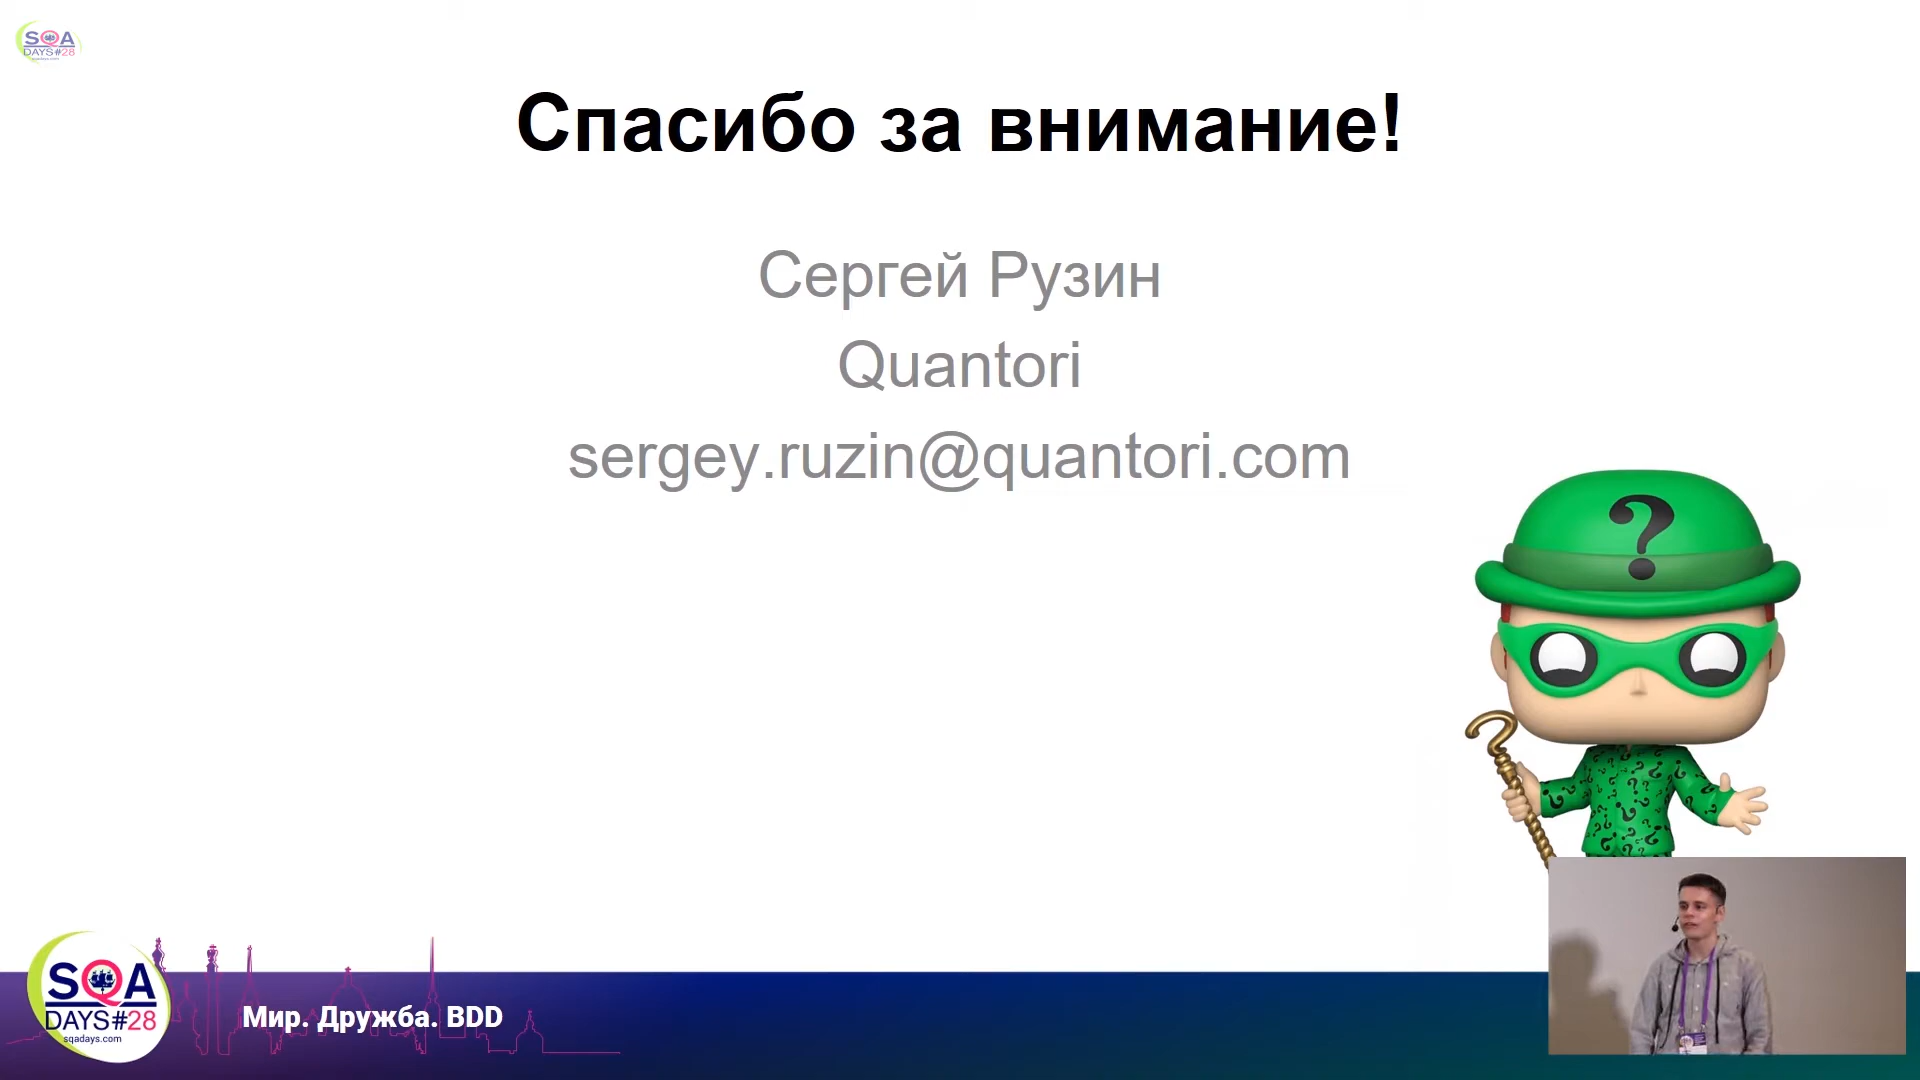 SQA
DAYS#28
Спасибо за внимание!
Сергей Рузин
Quantori
sergey.ruzin@quantori.com
?
SQA
DAYS#28
sqadays.com
Мир. Дружба. BDD